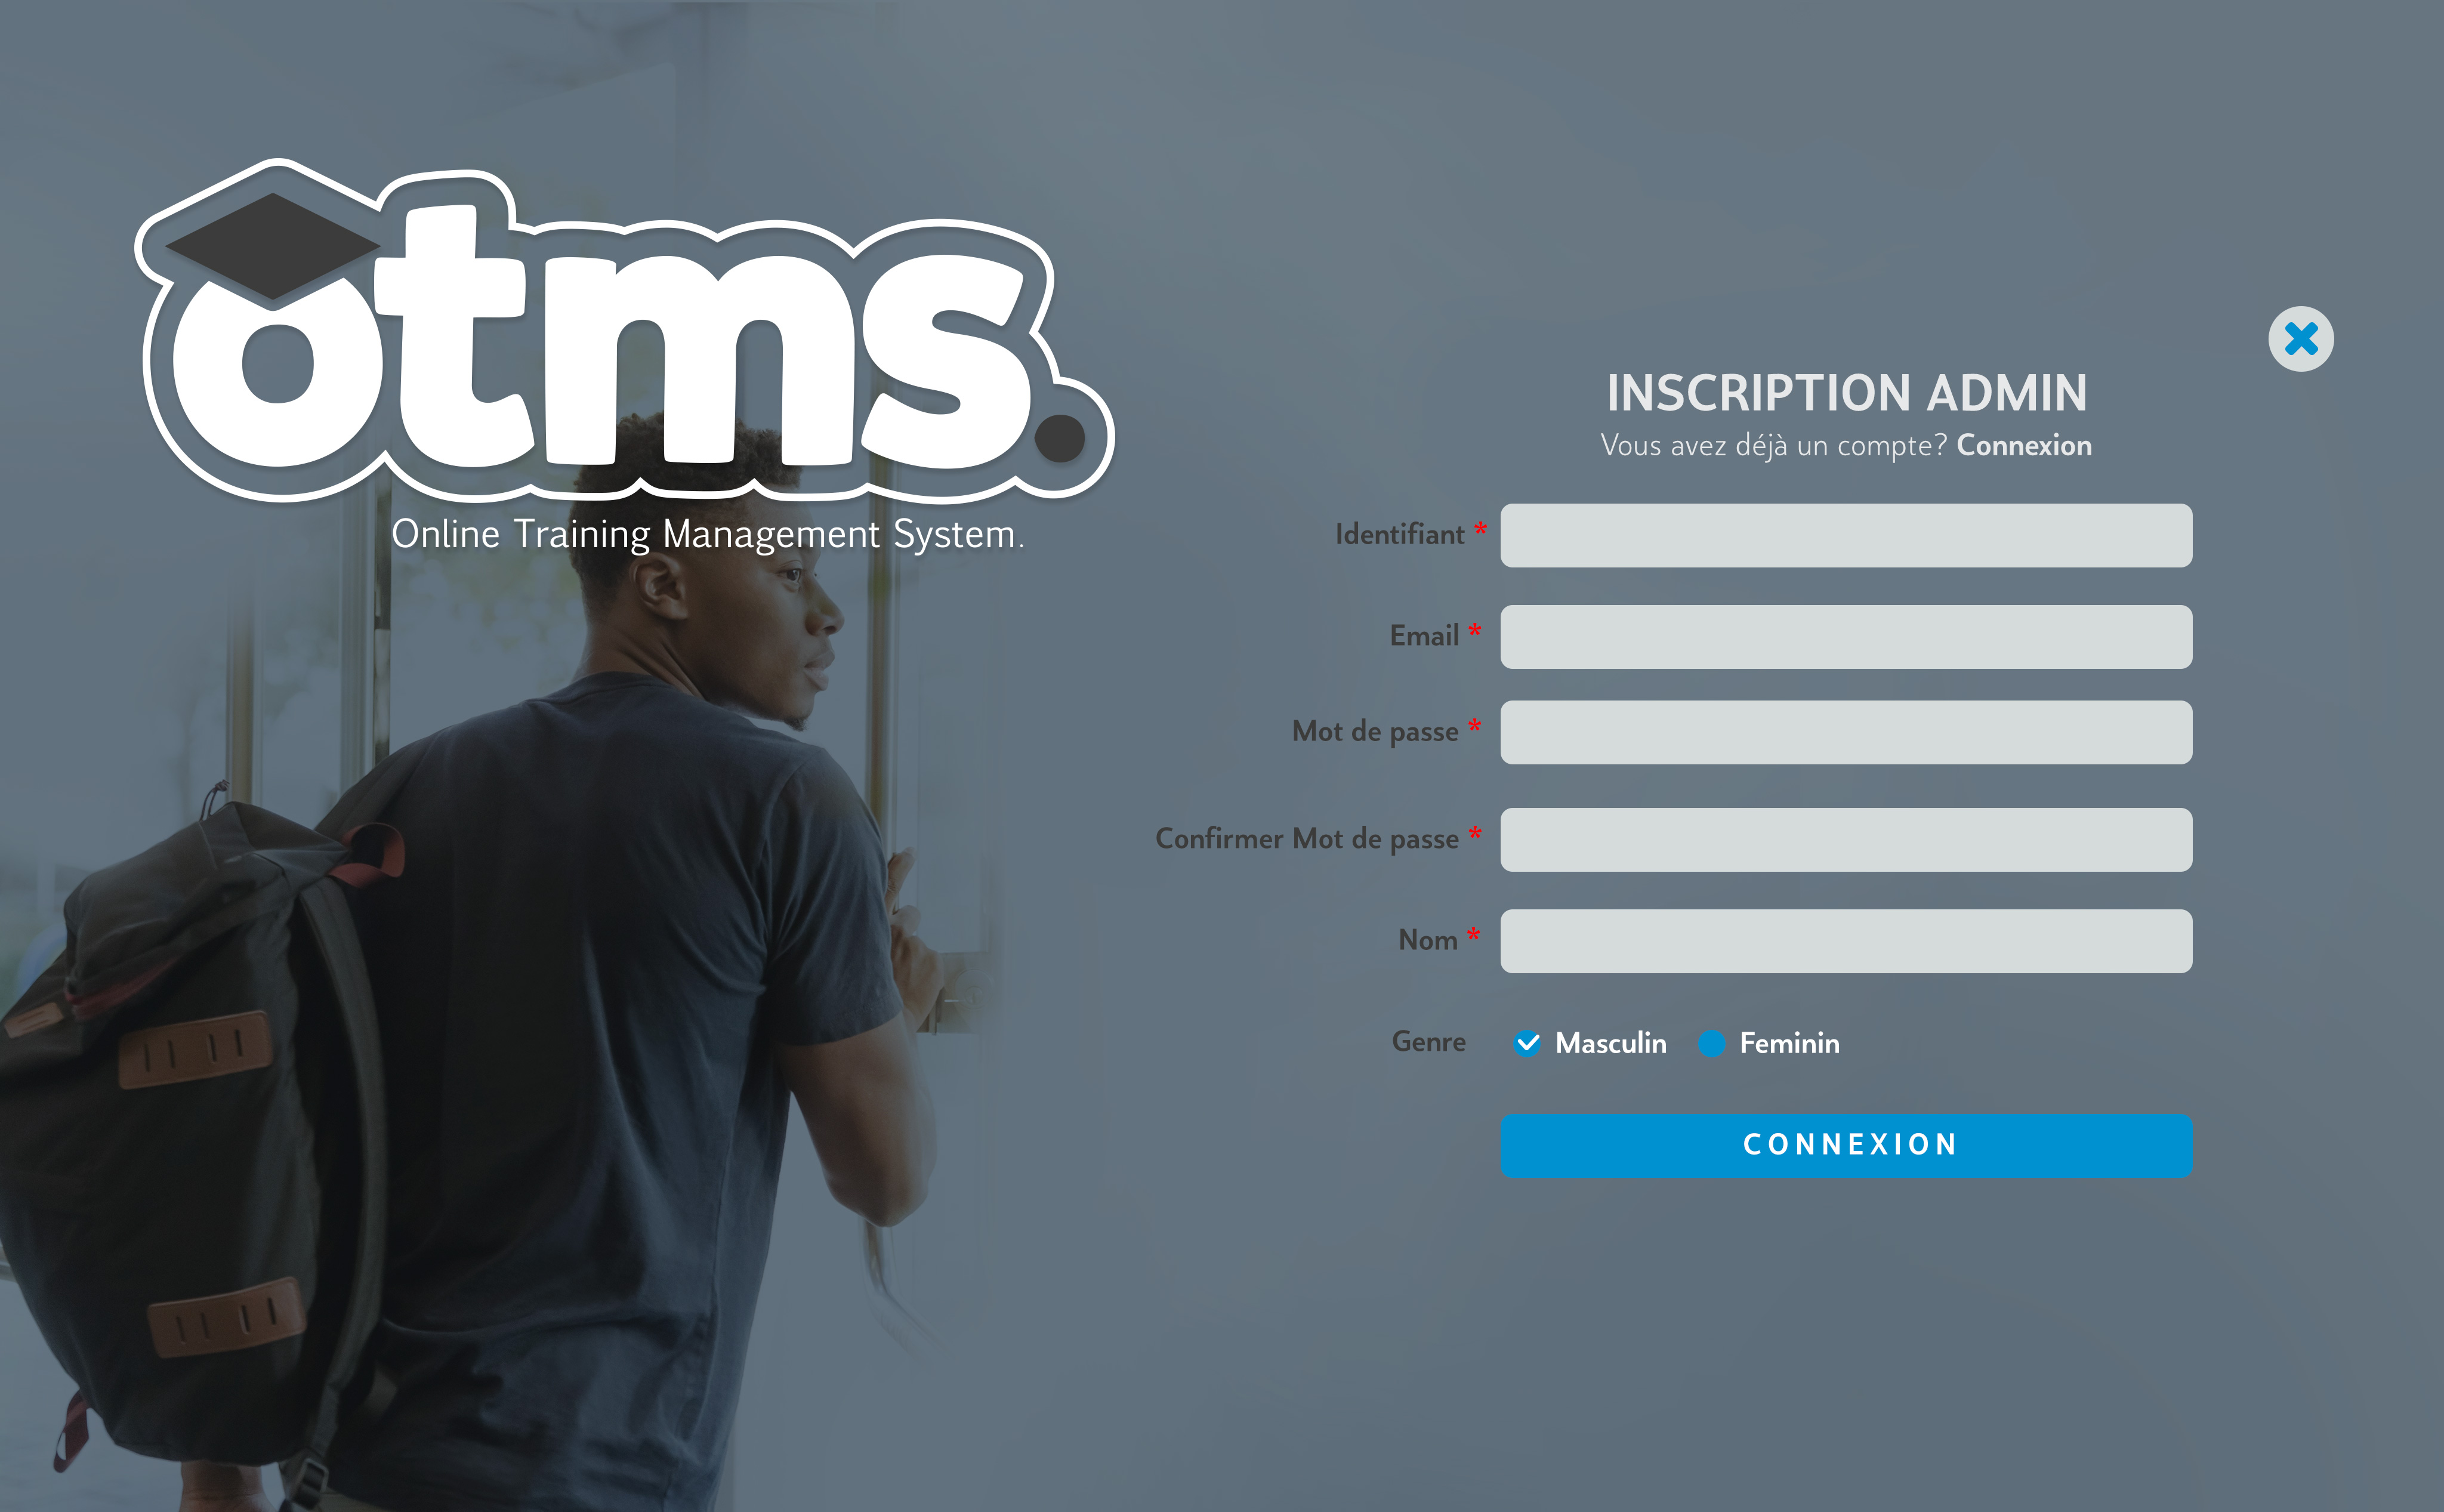 otms.
Online Training Management System.
INSCRIPTION ADMIN
Vous avez déjà un compte? Connexion
Identifiant *
Email *
Mot de passe *
Confirmer Mot de passe *
Nom *
Genre Masculin Feminin
CONNEXION